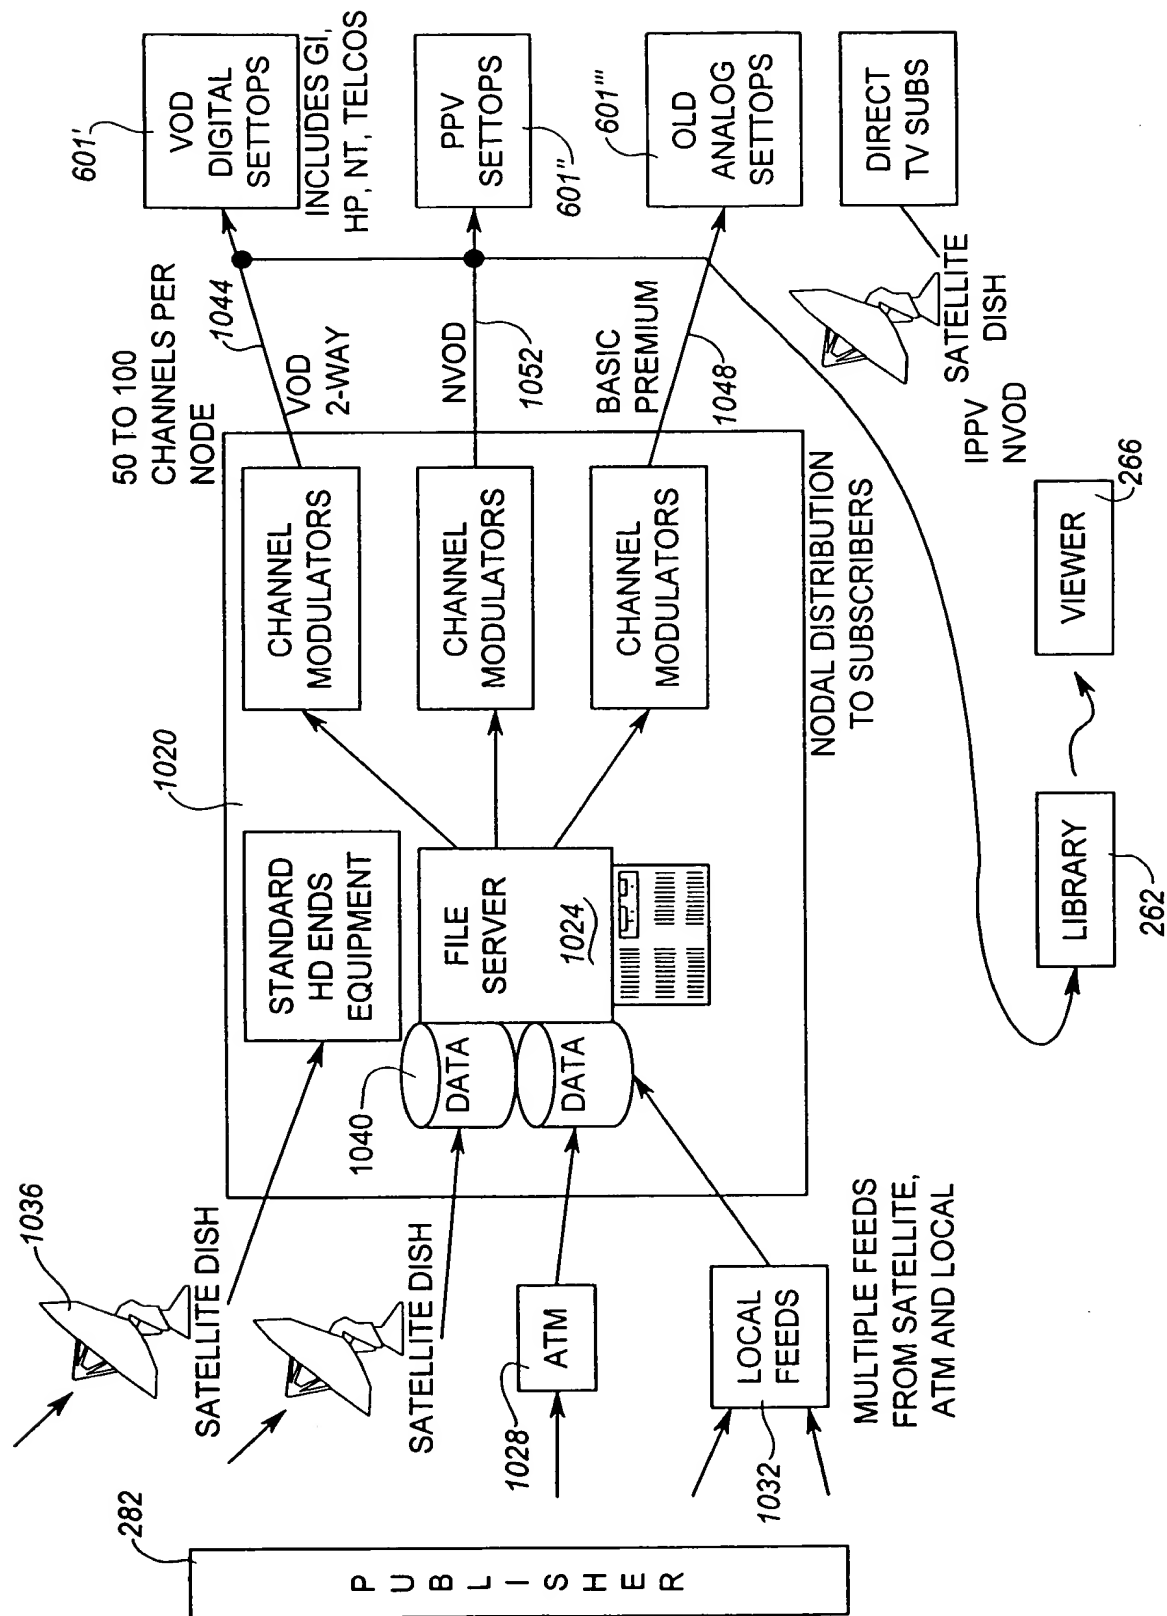 282
P U B L I S H E R
1036
SATELLITE DISH
SATELLITE DISH
1028
ATM
1032
LOCAL
FEEDS
MULTIPLE FEEDS
FROM SATELLITE,
ATM AND LOCAL
1020
STANDARD
HD ENDS
EQUIPMENT
1040
DATA
DATA
FILE
SERVER
1024
CHANNEL
MODULATORS
CHANNEL
MODULATORS
CHANNEL
MODULATORS
NODAL DISTRIBUTION
TO SUBSCRIBERS
50 TO 100
CHANNELS PER
NODE
1044
VOD
2-WAY
NVOD
1052
BASIC
PREMIUM
1048
601'
VOD
DIGITAL
SETTOPS
INCLUDES GI,
HP, NT, TELCOS
PPV
SETTOPS
601"
601'"
OLD
ANALOG
SETTOPS
DIRECT
TV SUBS
SATELLITE
DISH
IPPV
NVOD
LIBRARY
262
VIEWER
266